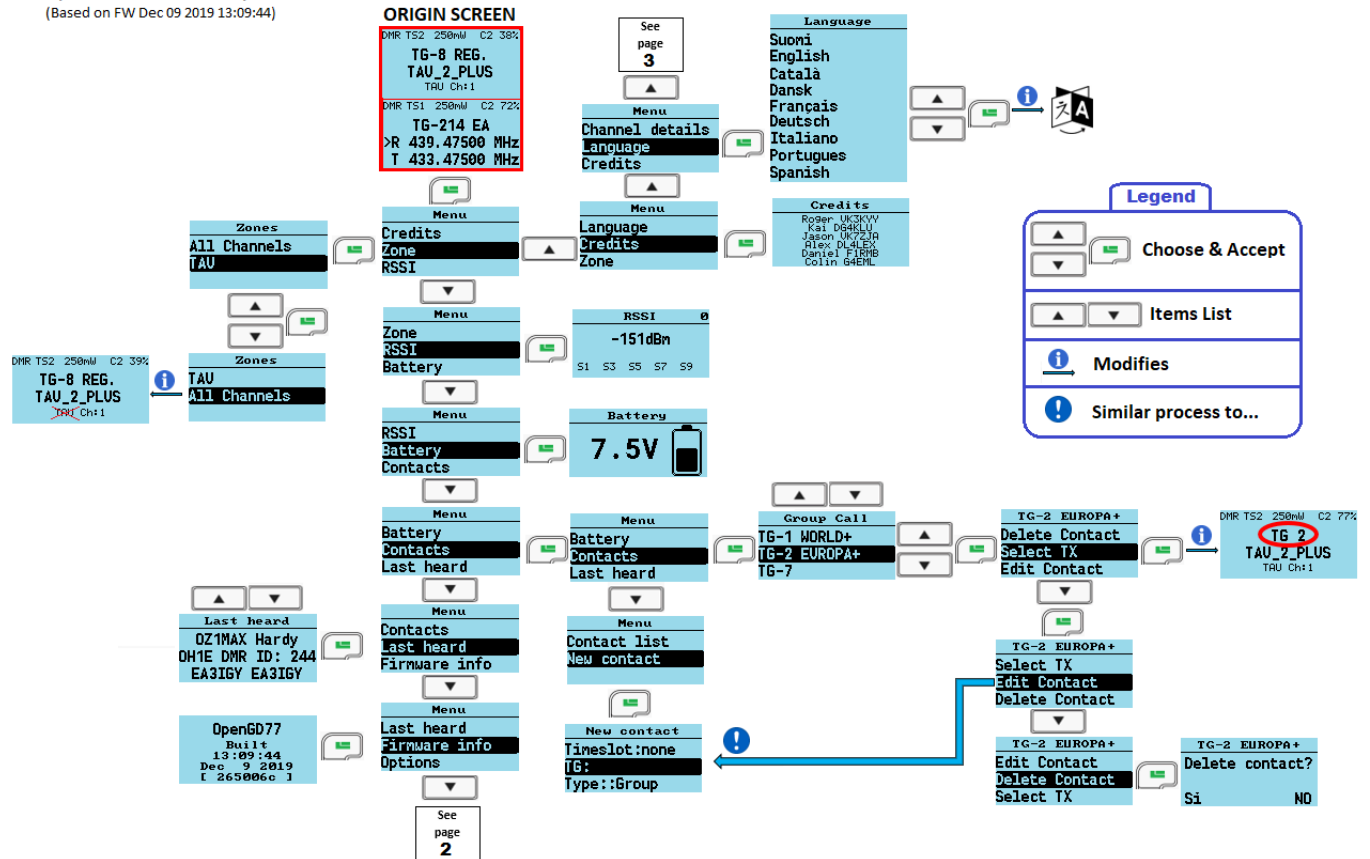 (Based on FW Dec 09 2019 13:09:44)
ORIGIN SCREEN
DMR TS2 250mW C2 38%
TG-8 REG.
TAU_2_PLUS
TAU Ch:1
DMR TS1 250mW C2 72%
TG-214 EA
>R 439.47500 MHz
T 433.47500 MHz
See
page
3
Menu
Channel details
Language
Credits
Language
Suomi
English
Català
Dansk
Français
Deutsch
Italiano
Portugues
Spanish
Menu
Language
Credits
Zone
Credits
Roger VK3KYY
Kai DG4KLU
Jason VK7ZJA
Alex DL4LEX
Daniel F1RMB
Colin G4EML
Legend
Choose & Accept
Items List
Modifies
Similar process to...
Menu
Credits
Zone
RSSI
Zones
All Channels
TAU
Zones
TAU
All Channels
DMR TS2 250mW C2 39%
TG-8 REG.
TAU_2_PLUS
TAU Ch:1
Menu
Zone
RSSI
Battery
RSSI 0
-151dBm
S1 S3 S5 S7 S9
Menu
RSSI
Battery
Contacts
Battery
7.5V
Menu
Battery
Contacts
Last heard
Menu
Battery
Contacts
Last heard
Group Call
TG-1 WORLD+
TG-2 EUROPA+
TG-7
TG-2 EUROPA+
Delete Contact
Select TX
Edit Contact
DMR TS2 250mW C2 77%
TG 2
TAU_2_PLUS
TAU Ch:1
Menu
Contacts
Last heard
Firmware info
Last heard
OZ1MAX Hardy
OH1E DMR ID: 244
EA3IGY EA3IGY
Menu
Contact list
New contact
TG-2 EUROPA+
Select TX
Edit Contact
Delete Contact
Menu
Last heard
Firmware info
Options
OpenGD77
Built
13:09:44
Dec 9 2019
[ 265006c ]
New contact
Timeslot:none
TG:
Type::Group
TG-2 EUROPA+
Edit Contact
Delete Contact
Select TX
TG-2 EUROPA+
Delete contact?
Si NO
See
page
2